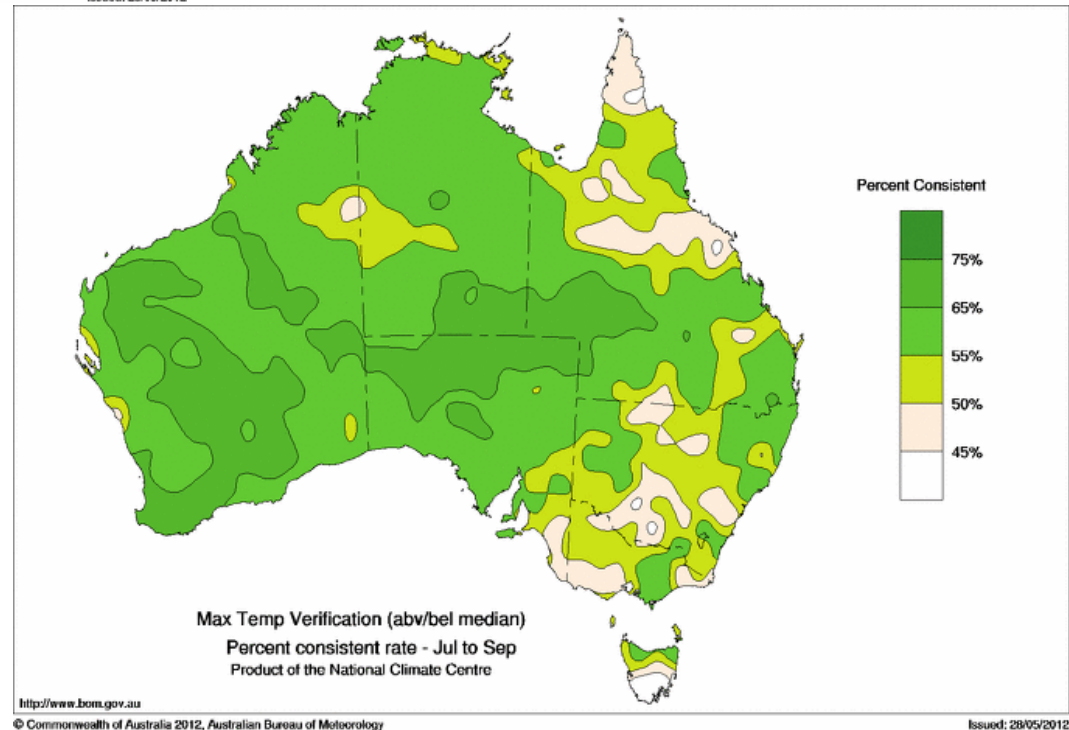 Percent Consistent
75%
65%
55%
50%
45%
Max Temp Verification (abv/bel median)
Percent consistent rate - Jul to Sep
Product of the National Climate Centre
http://www.bom.gov.au
© Commonwealth of Australia 2012, Australian Bureau of Meteorology
Issued: 28/05/2012